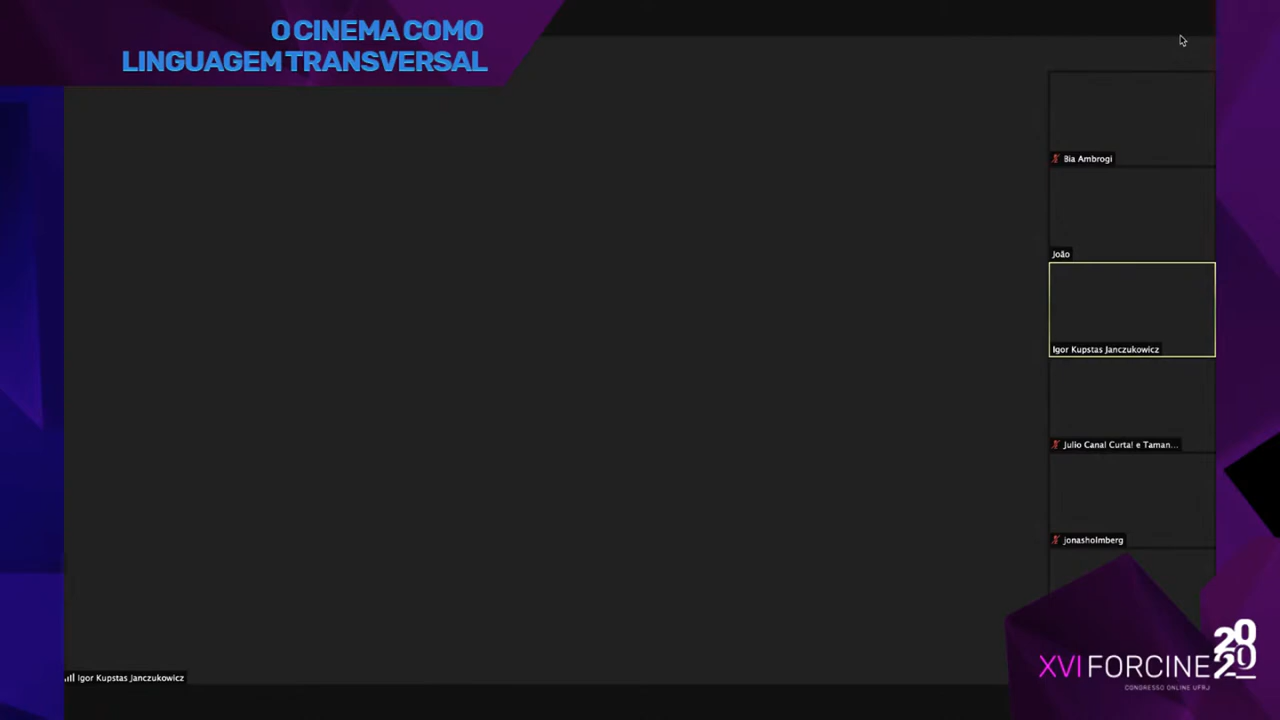 O CINEMA COMO
LINGUAGEM TRANSVERSAL
Bia Ambrogi
João
Igor Kupstas Janczukowicz
Julio Canal Curta! e Taman...
jonasholmberg
Igor Kupstas Janczukowicz
XVI FORCINE 2020
CONGRESSO ONLINE UFRJ